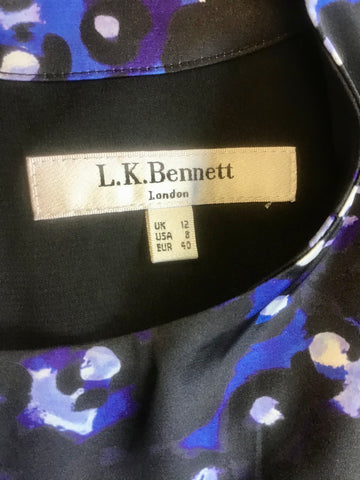 L.K.Bennett
London
UK 12
USA 8
EUR 40